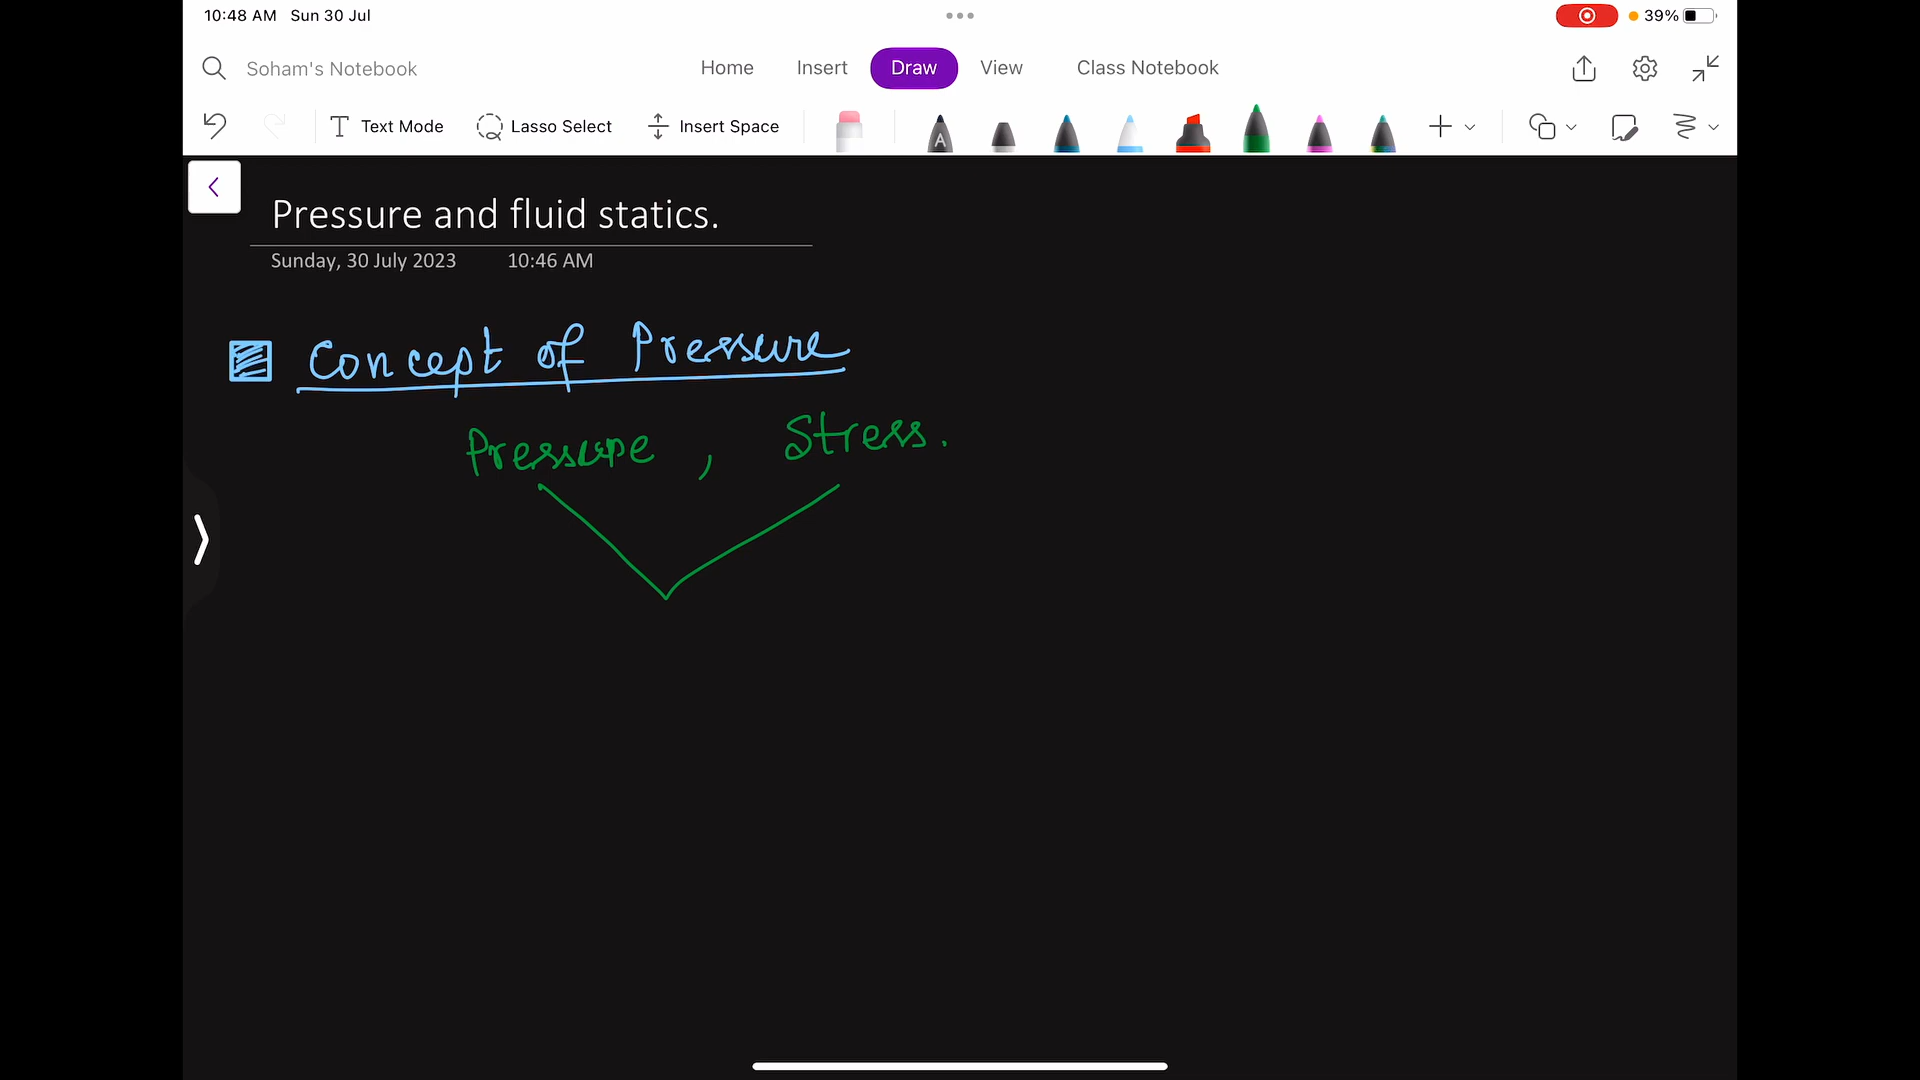 10:48 AM Sun 30 Jul 39%
Soham's Notebook Home Insert Draw View Class Notebook
Text Mode Lasso Select Insert Space A
Pressure and fluid statics.
Sunday, 30 July 2023 10:46 AM
Concept of Pressure
Pressure , Stress.